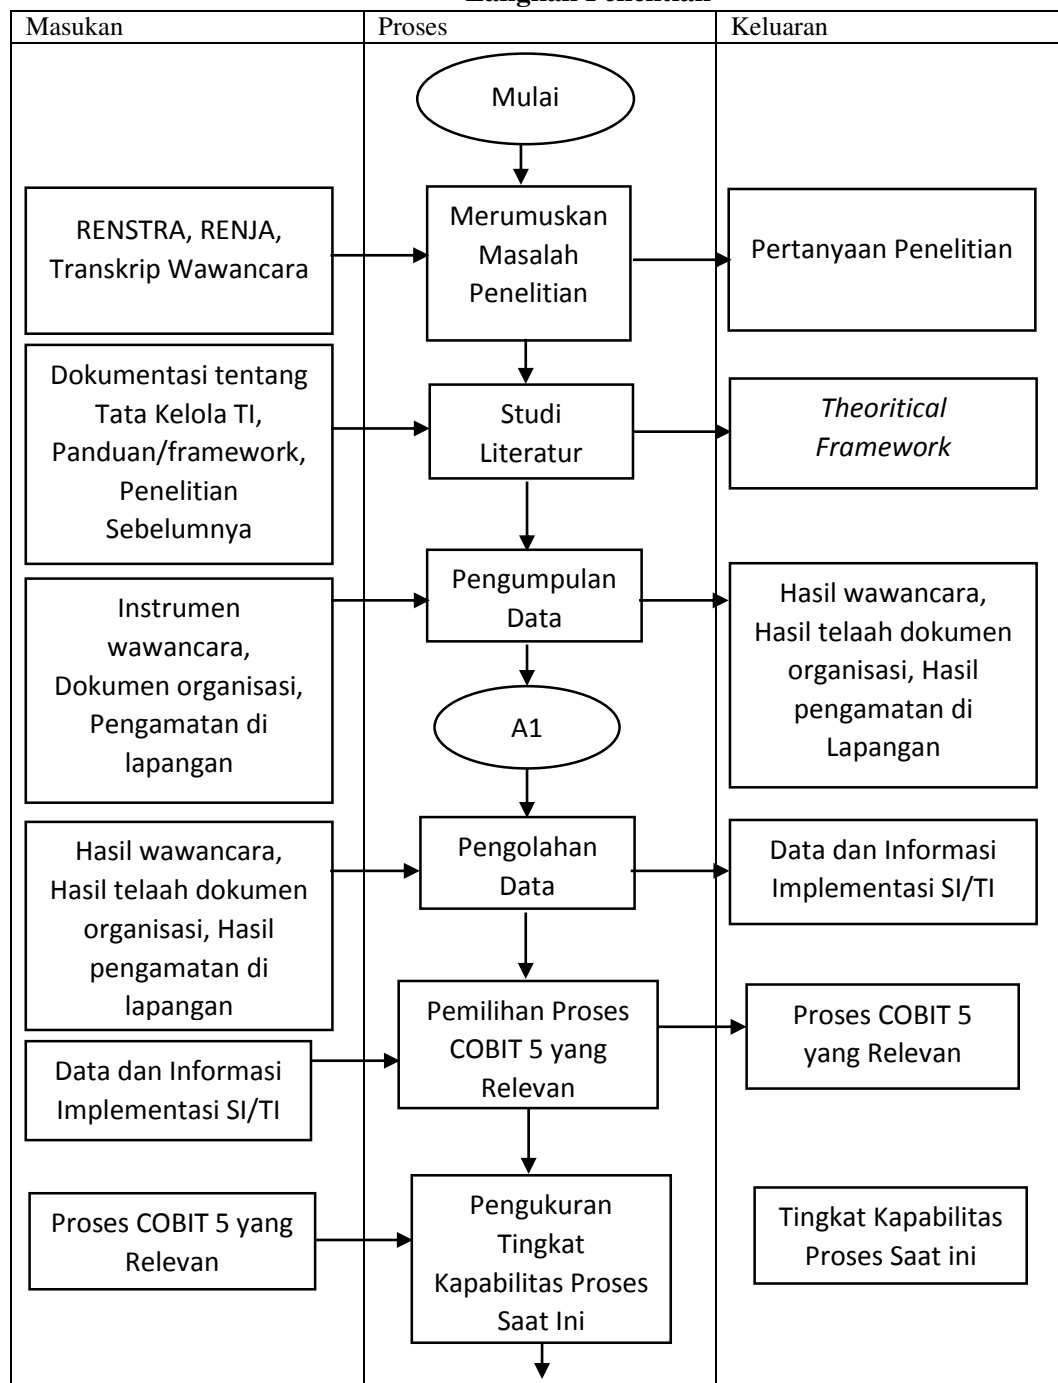 Masukan
Proses
Keluaran
Mulai
RENSTRA, RENJA,
Transkrip Wawancara
Merumuskan
Masalah
Penelitian
Pertanyaan Penelitian
Dokumentasi tentang
Tata Kelola TI,
Panduan/framework,
Penelitian
Sebelumnya
Studi
Literatur
Theoritical
Framework
Instrumen
wawancara,
Dokumen organisasi,
Pengamatan di
lapangan
Pengumpulan
Data
Hasil wawancara,
Hasil telaah dokumen
organisasi, Hasil
pengamatan di
Lapangan
A1
Hasil wawancara,
Hasil telaah dokumen
organisasi, Hasil
pengamatan di
lapangan
Pengolahan
Data
Data dan Informasi
Implementasi SI/TI
Data dan Informasi
Implementasi SI/TI
Pemilihan Proses
COBIT 5 yang
Relevan
Proses COBIT 5
yang Relevan
Proses COBIT 5 yang
Relevan
Pengukuran
Tingkat
Kapabilitas Proses
Saat Ini
Tingkat Kapabilitas
Proses Saat ini